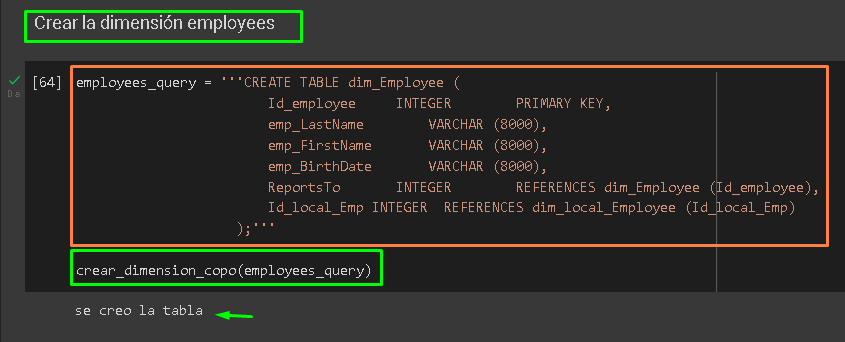 Crear la dimensión employees
[64] employees_query = '''CREATE TABLE dim_Employee (
Id_employee INTEGER PRIMARY KEY,
emp_LastName VARCHAR (8000),
emp_FirstName VARCHAR (8000),
emp_BirthDate VARCHAR (8000),
ReportsTo INTEGER REFERENCES dim_Employee (Id_employee),
Id_local_Emp INTEGER REFERENCES dim_local_Employee (Id_local_Emp)
);'''
crear_dimension_copo(employees_query)
se creo la tabla